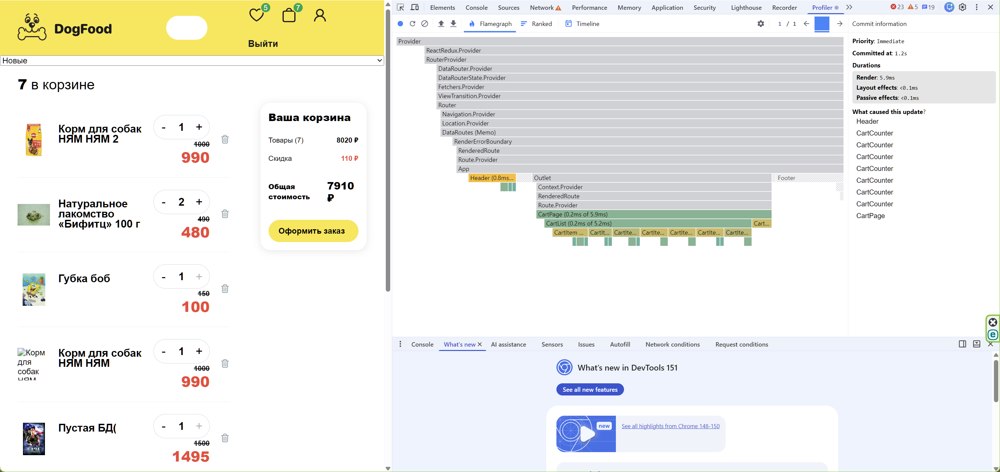 5
7
DogFood
Выйти
Новые
7 в корзине
Корм для собак
НЯМ НЯМ 2
- 1 +
1000
990
Натуральное
лакомство
«Бифитц» 100 г
- 2 +
490
480
Губка боб
- 1 +
150
100
Корм
для
собак
Корм для собак
НЯМ НЯМ
- 1 +
1000
990
Пустая БД(
- 1 +
1500
1495
БАЗА
Ваша корзина
Товары (7) 8020 ₽
Скидка 110 ₽
Общая
стоимость
7910
₽
Оформить заказ
Elements Console Sources Network Performance Memory Application Security Lighthouse Recorder Profiler 23 5 19
Flamegraph Ranked Timeline 1 / 1
Provider
ReactRedux.Provider
RouterProvider
DataRouter.Provider
DataRouterState.Provider
Fetchers.Provider
ViewTransition.Provider
Router
Navigation.Provider
Location.Provider
DataRoutes (Memo)
RenderErrorBoundary
RenderedRoute
Route.Provider
App
Header (0.8ms... Outlet Footer
Context.Provider
RenderedRoute
Route.Provider
CartPage (0.2ms of 5.9ms)
CartList (0.2ms of 5.2ms) Cart...
CartItem ... CartIt... CartIte... CartIte... CartIte... CartIte... CartIte...
Commit information
Priority: Immediate
Committed at: 1.2s
Durations
Render: 5.9ms
Layout effects: <0.1ms
Passive effects: <0.1ms
What caused this update?
Header
CartCounter
CartCounter
CartCounter
CartCounter
CartCounter
CartCounter
CartCounter
CartPage
Console What's new AI assistance Sensors Issues Autofill Network conditions Request conditions
What's new in DevTools 151
See all new features
new
See all highlights from Chrome 148-150